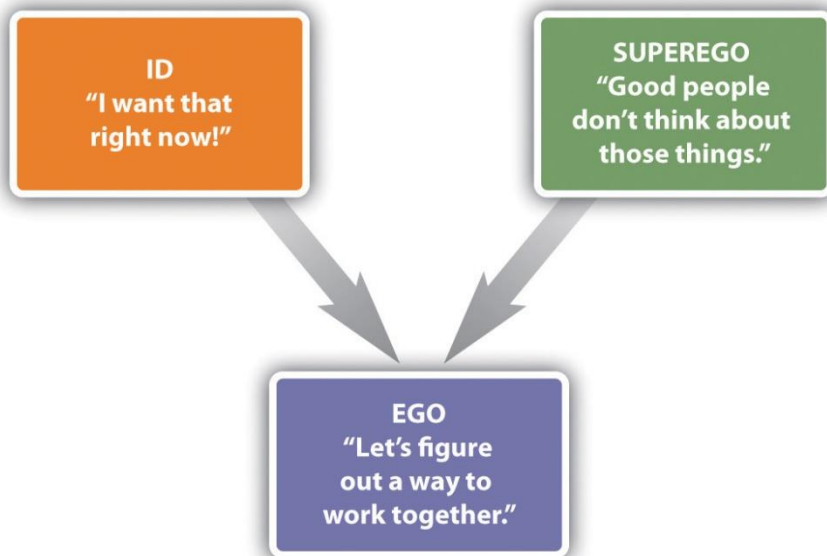 ID
“I want that
right now!”
SUPEREGO
“Good people
don’t think about
those things.”
EGO
“Let’s figure
out a way to
work together.”